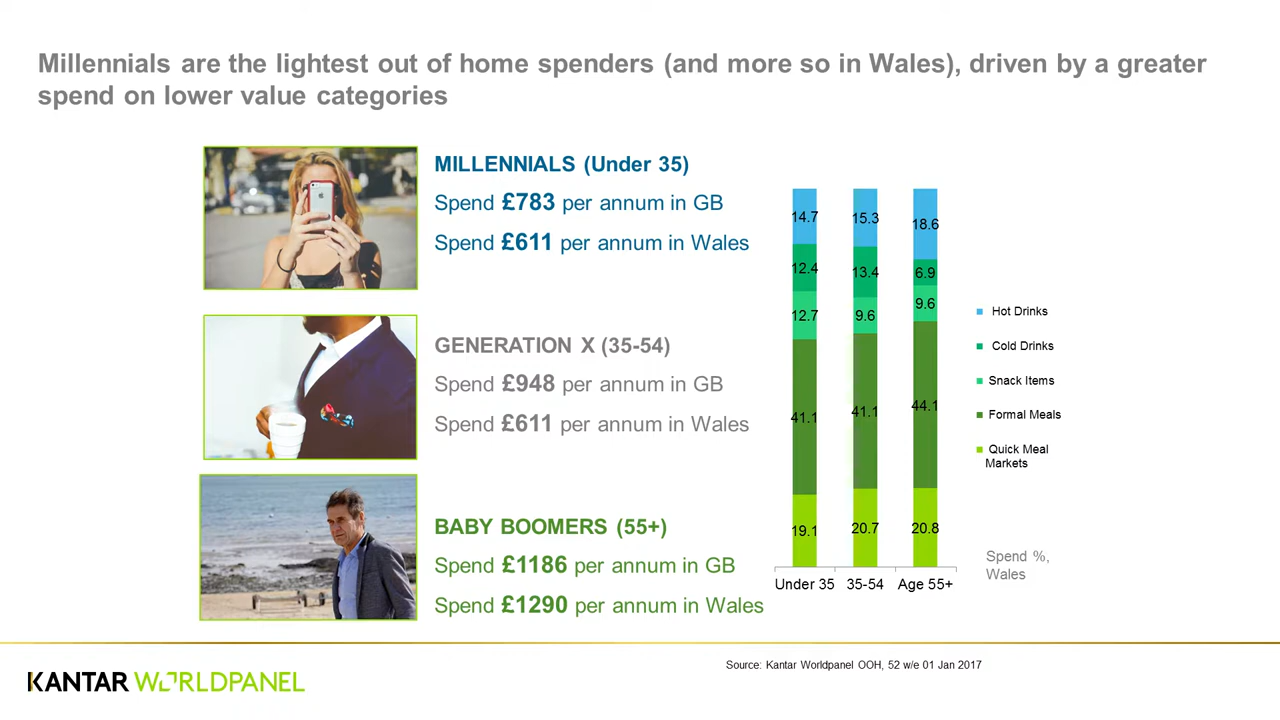 Millennials are the lightest out of home spenders (and more so in Wales), driven by a greater
spend on lower value categories
MILLENNIALS (Under 35)
Spend £783 per annum in GB
Spend £611 per annum in Wales
GENERATION X (35-54)
Spend £948 per annum in GB
Spend £611 per annum in Wales
BABY BOOMERS (55+)
Spend £1186 per annum in GB
Spend £1290 per annum in Wales
14.7 15.3 18.6
12.4 13.4 6.9
12.7 9.6 9.6
41.1 41.1 44.1
19.1 20.7 20.8
Under 35 35-54 Age 55+
Hot Drinks
Cold Drinks
Snack Items
Formal Meals
Quick Meal
Markets
Spend %,
Wales
Source: Kantar Worldpanel OOH, 52 w/e 01 Jan 2017
KANTAR WORLDPANEL